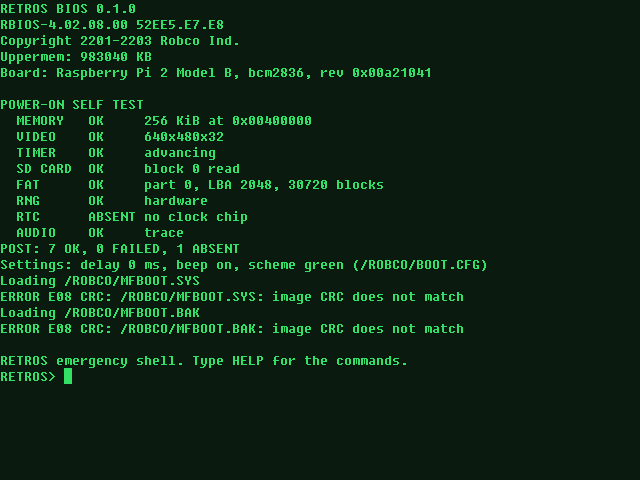 RETROS BIOS 0.1.0
RBIOS-4.02.08.00 52EE5.E7.E8
Copyright 2201-2203 Robco Ind.
Uppermem: 983040 KB
Board: Raspberry Pi 2 Model B, bcm2836, rev 0x00a21041

POWER-ON SELF TEST
  MEMORY   OK     256 KiB at 0x00400000
  VIDEO    OK     640x480x32
  TIMER    OK     advancing
  SD CARD  OK     block 0 read
  FAT      OK     part 0, LBA 2048, 30720 blocks
  RNG      OK     hardware
  RTC      ABSENT no clock chip
  AUDIO    OK     trace
POST: 7 OK, 0 FAILED, 1 ABSENT
Settings: delay 0 ms, beep on, scheme green (/ROBCO/BOOT.CFG)
Loading /ROBCO/MFBOOT.SYS
ERROR E08 CRC: /ROBCO/MFBOOT.SYS: image CRC does not match
Loading /ROBCO/MFBOOT.BAK
ERROR E08 CRC: /ROBCO/MFBOOT.BAK: image CRC does not match

RETROS emergency shell. Type HELP for the commands.
RETROS>